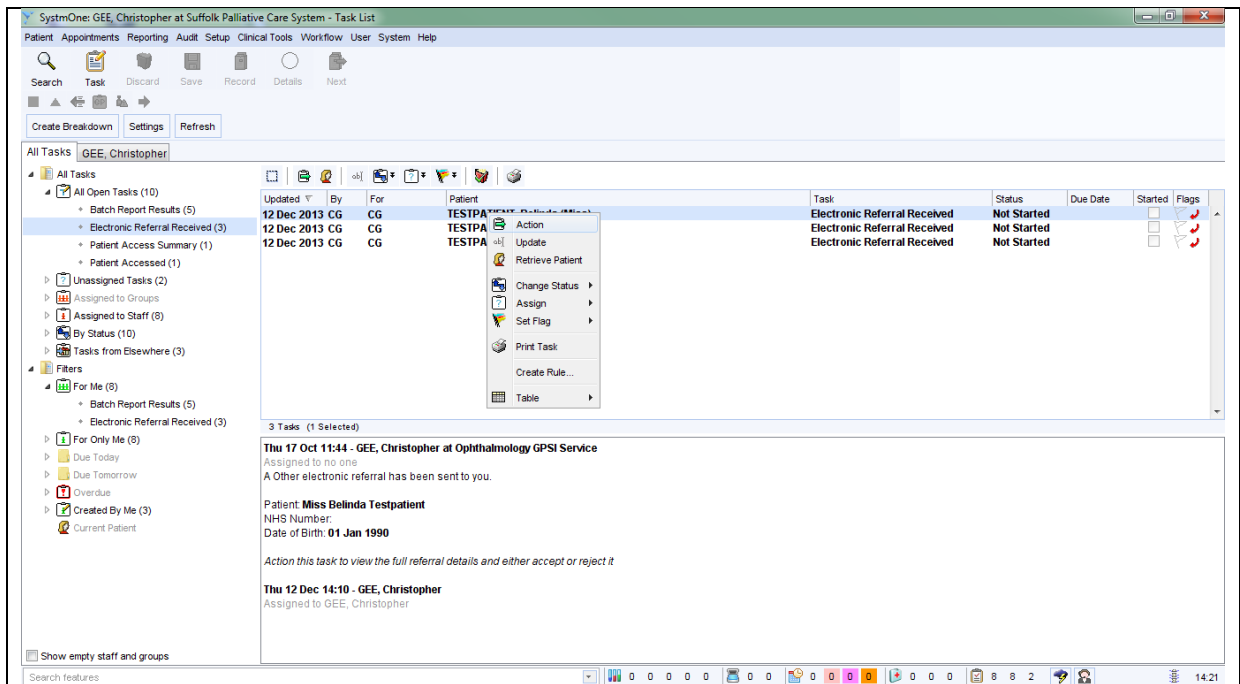 SystmOne: GEE, Christopher at Suffolk Palliative Care System - Task List
Patient Appointments Reporting Audit Setup Clinical Tools Workflow User System Help
Search Task Discard Save Record Details Next
Create Breakdown Settings Refresh
All Tasks GEE, Christopher
All Tasks
All Open Tasks (10)
Batch Report Results (5)
Electronic Referral Received (3)
Patient Access Summary (1)
Patient Accessed (1)
Unassigned Tasks (2)
Assigned to Groups
Assigned to Staff (8)
By Status (10)
Tasks from Elsewhere (3)
Filters
For Me (8)
Batch Report Results (5)
Electronic Referral Received (3)
For Only Me (8)
Due Today
Due Tomorrow
Overdue
Created By Me (3)
Current Patient
Show empty staff and groups
Updated By For Patient Task Status Due Date Started Flags
12 Dec 2013 CG CG TESTPATIENT, Belinda (Miss) Electronic Referral Received Not Started
12 Dec 2013 CG CG TESTPA Electronic Referral Received Not Started
12 Dec 2013 CG CG TESTPA Electronic Referral Received Not Started
Action
Update
Retrieve Patient
Change Status
Assign
Set Flag
Print Task
Create Rule...
Table
3 Tasks (1 Selected)
Thu 17 Oct 11:44 - GEE, Christopher at Ophthalmology GPSI Service
Assigned to no one
A Other electronic referral has been sent to you.
Patient: Miss Belinda Testpatient
NHS Number:
Date of Birth: 01 Jan 1990
Action this task to view the full referral details and either accept or reject it
Thu 12 Dec 14:10 - GEE, Christopher
Assigned to GEE, Christopher
Search features 0 0 0 0 0 0 0 0 0 0 0 0 0 0 8 8 2 14:21